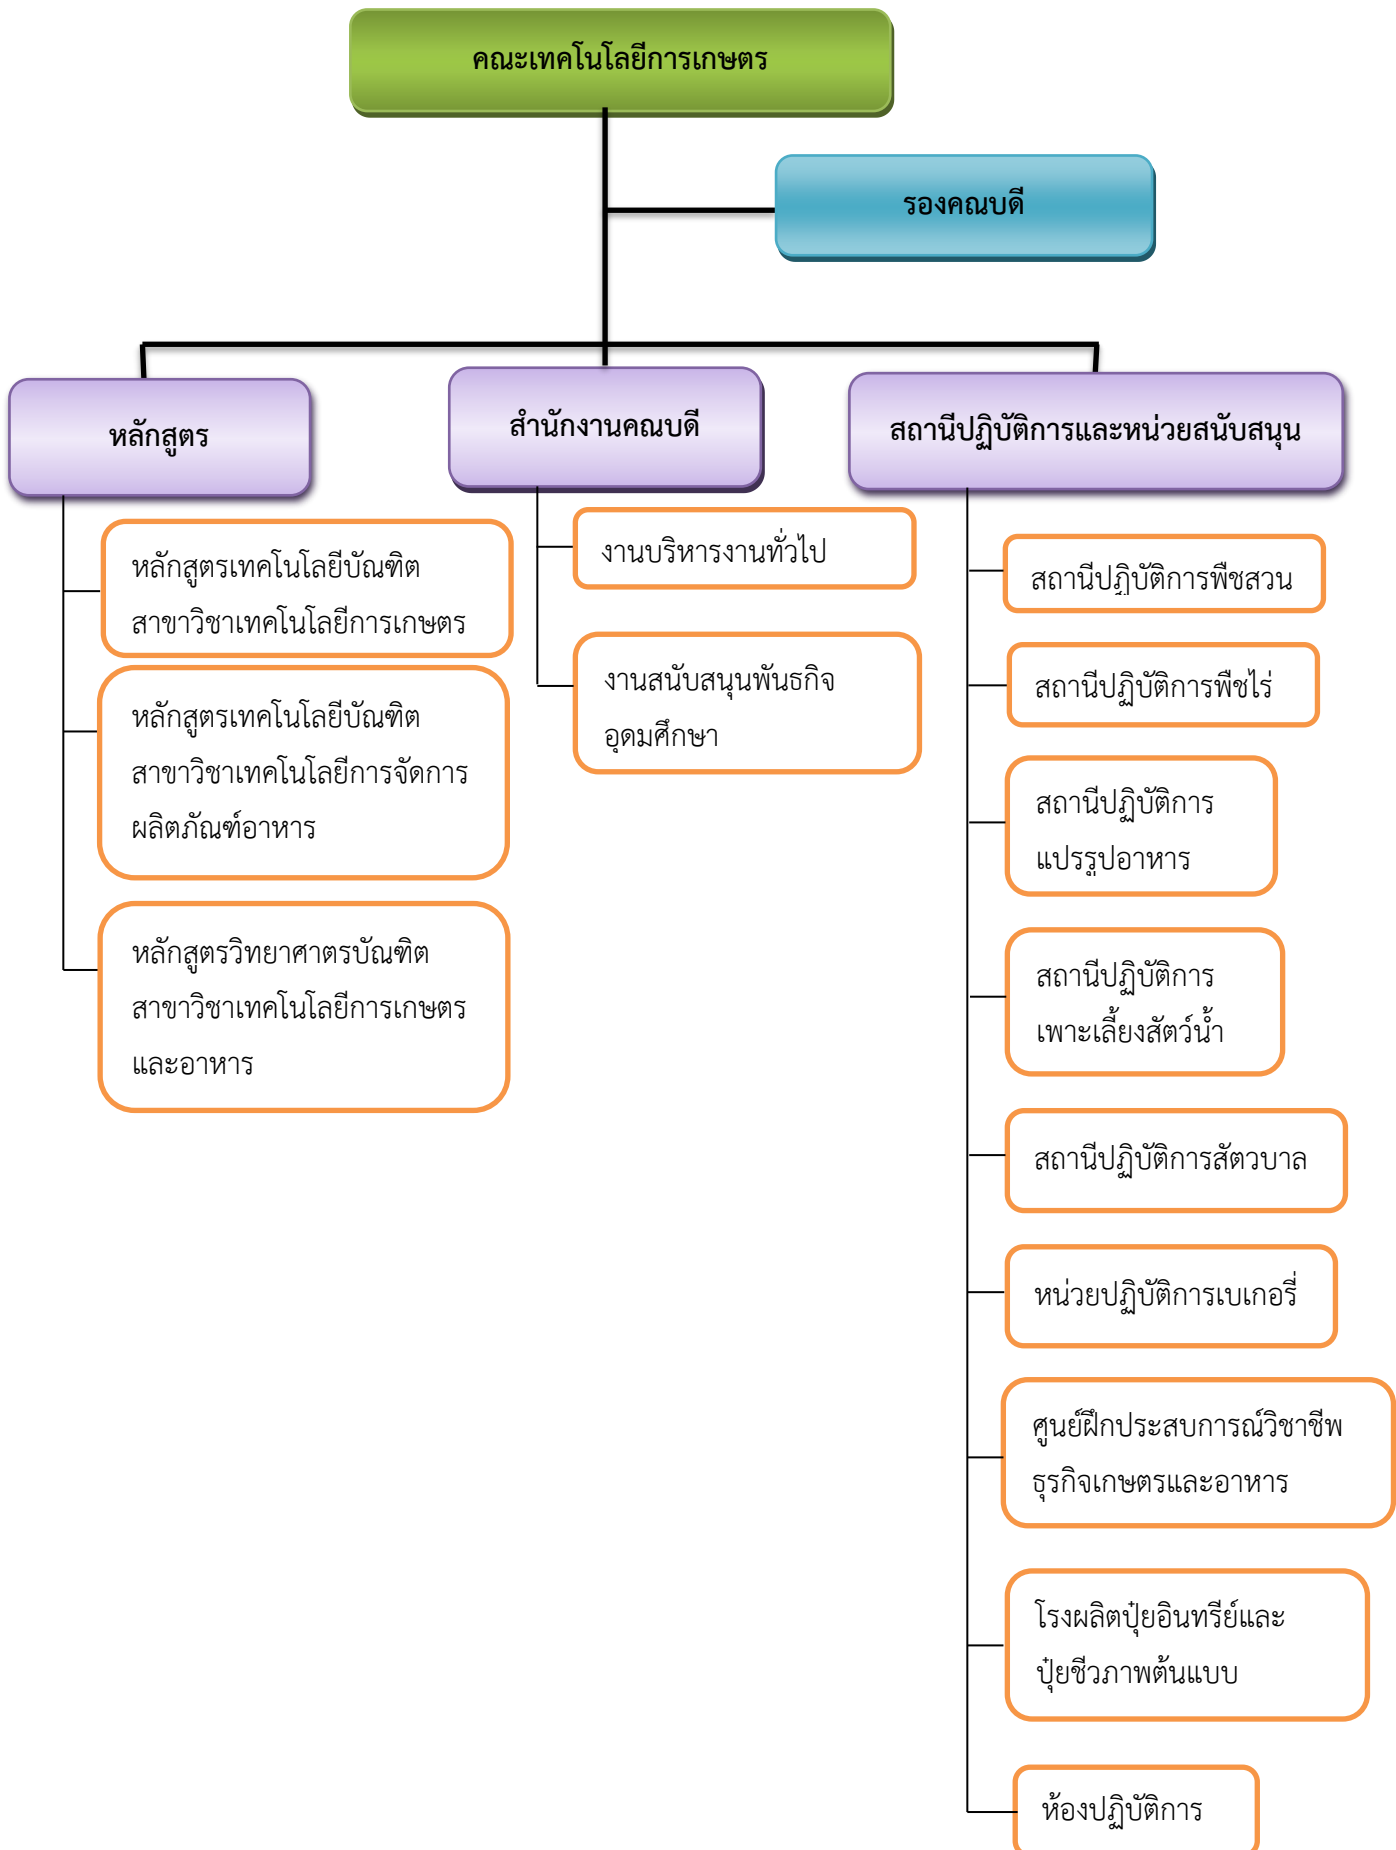 คณะเทคโนโลยีการเกษตร
รองคณบดี
หลักสูตร
สำนักงานคณบดี
สถานีปฏิบัติการและหน่วยสนับสนุน
หลักสูตรเทคโนโลยีบัณฑิต
สาขาวิชาเทคโนโลยีการเกษตร
หลักสูตรเทคโนโลยีบัณฑิต
สาขาวิชาเทคโนโลยีการจัดการ
ผลิตภัณฑ์อาหาร
หลักสูตรวิทยาศาตรบัณฑิต
สาขาวิชาเทคโนโลยีการเกษตร
และอาหาร
งานบริหารงานทั่วไป
งานสนับสนุนพันธกิจ
อุดมศึกษา
สถานีปฏิบัติการพืชสวน
สถานีปฏิบัติการพืชไร่
สถานีปฏิบัติการ
แปรรูปอาหาร
สถานีปฏิบัติการ
เพาะเลี้ยงสัตว์น้ำ
สถานีปฏิบัติการสัตวบาล
หน่วยปฏิบัติการเบเกอรี่
ศูนย์ฝึกประสบการณ์วิชาชีพ
ธุรกิจเกษตรและอาหาร
โรงผลิตปุ๋ยอินทรีย์และ
ปุ๋ยชีวภาพต้นแบบ
ห้องปฏิบัติการ